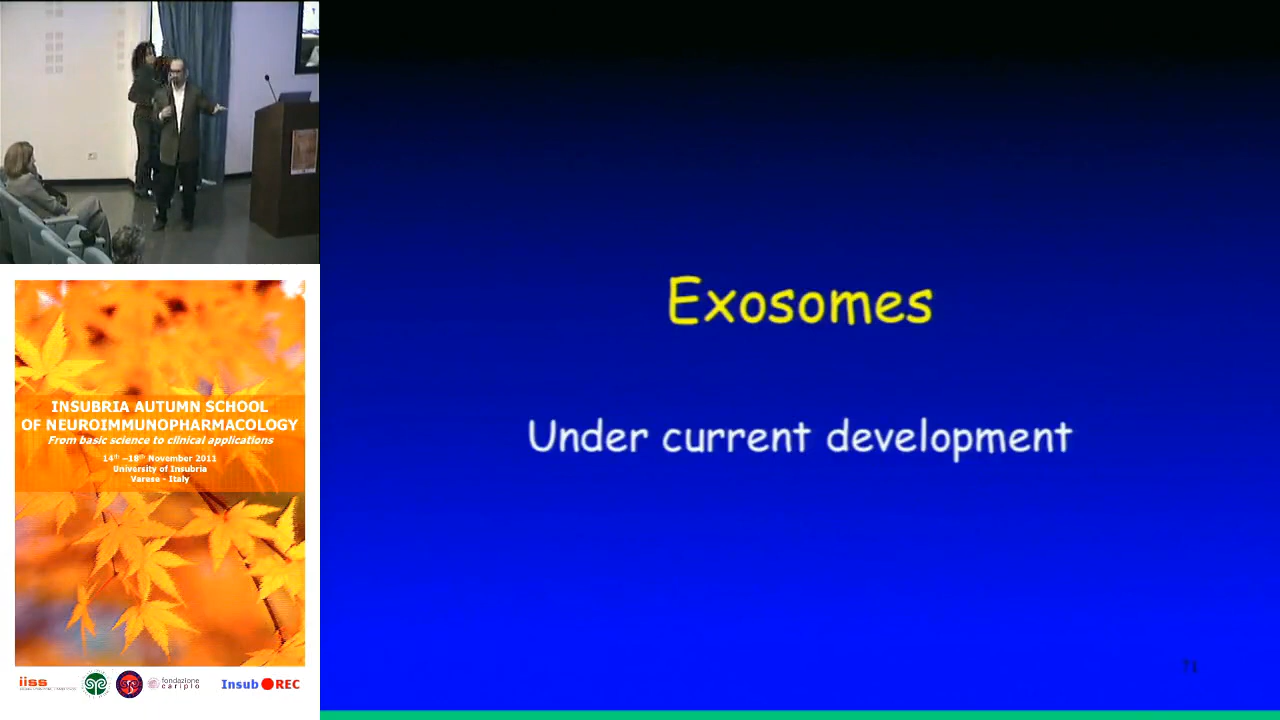 Exosomes
Under current development
71
INSUBRIA AUTUMN SCHOOL
OF NEUROIMMUNOPHARMACOLOGY
From basic science to clinical applications
14th –18th November 2011
University of Insubria
Varese - Italy
iiss
fondazione
cariplo
Insub REC